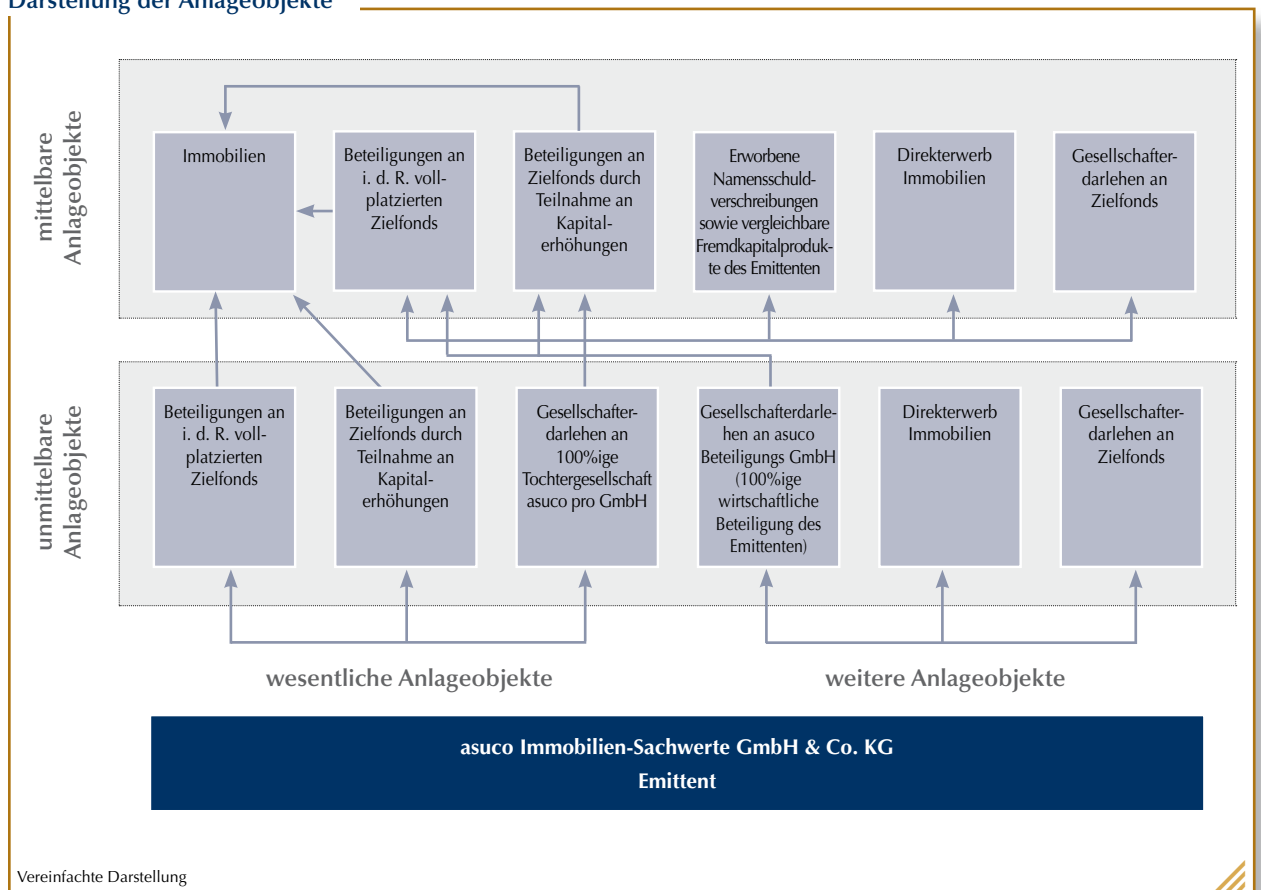 Darstellung der Anlageobjekte
mittelbare
Anlageobjekte
Immobilien
Beteiligungen an
i. d. R. voll-
platzierten
Zielfonds
Beteiligungen an
Zielfonds durch
Teilnahme an
Kapital-
erhöhungen
Erworbene
Namensschuld-
verschreibungen
sowie vergleichbare
Fremdkapitalproduk-
te des Emittenten
Direkterwerb
Immobilien
Gesellschafter-
darlehen an
Zielfonds
unmittelbare
Anlageobjekte
Beteiligungen an
i. d. R. voll-
platzierten
Zielfonds
Beteiligungen an
Zielfonds durch
Teilnahme an
Kapital-
erhöhungen
Gesellschafter-
darlehen an
100%ige
Tochtergesellschaft
asuco pro GmbH
Gesellschafterdarle-
hen an asuco
Beteiligungs GmbH
(100%ige
wirtschaftliche
Beteiligung des
Emittenten)
Direkterwerb
Immobilien
Gesellschafter-
darlehen an
Zielfonds
wesentliche Anlageobjekte
weitere Anlageobjekte
asuco Immobilien-Sachwerte GmbH & Co. KG
Emittent
Vereinfachte Darstellung